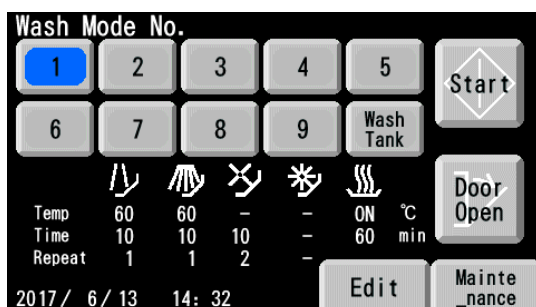 Wash Mode No.
1 2 3 4 5
Start
6 7 8 9 Wash Tank
Door Open
Temp 60 60 - - ON ℃
Time 10 10 10 - 60 min
Repeat 1 1 2 -
2017/ 6/13 14: 32
Edit
Mainte
_nance